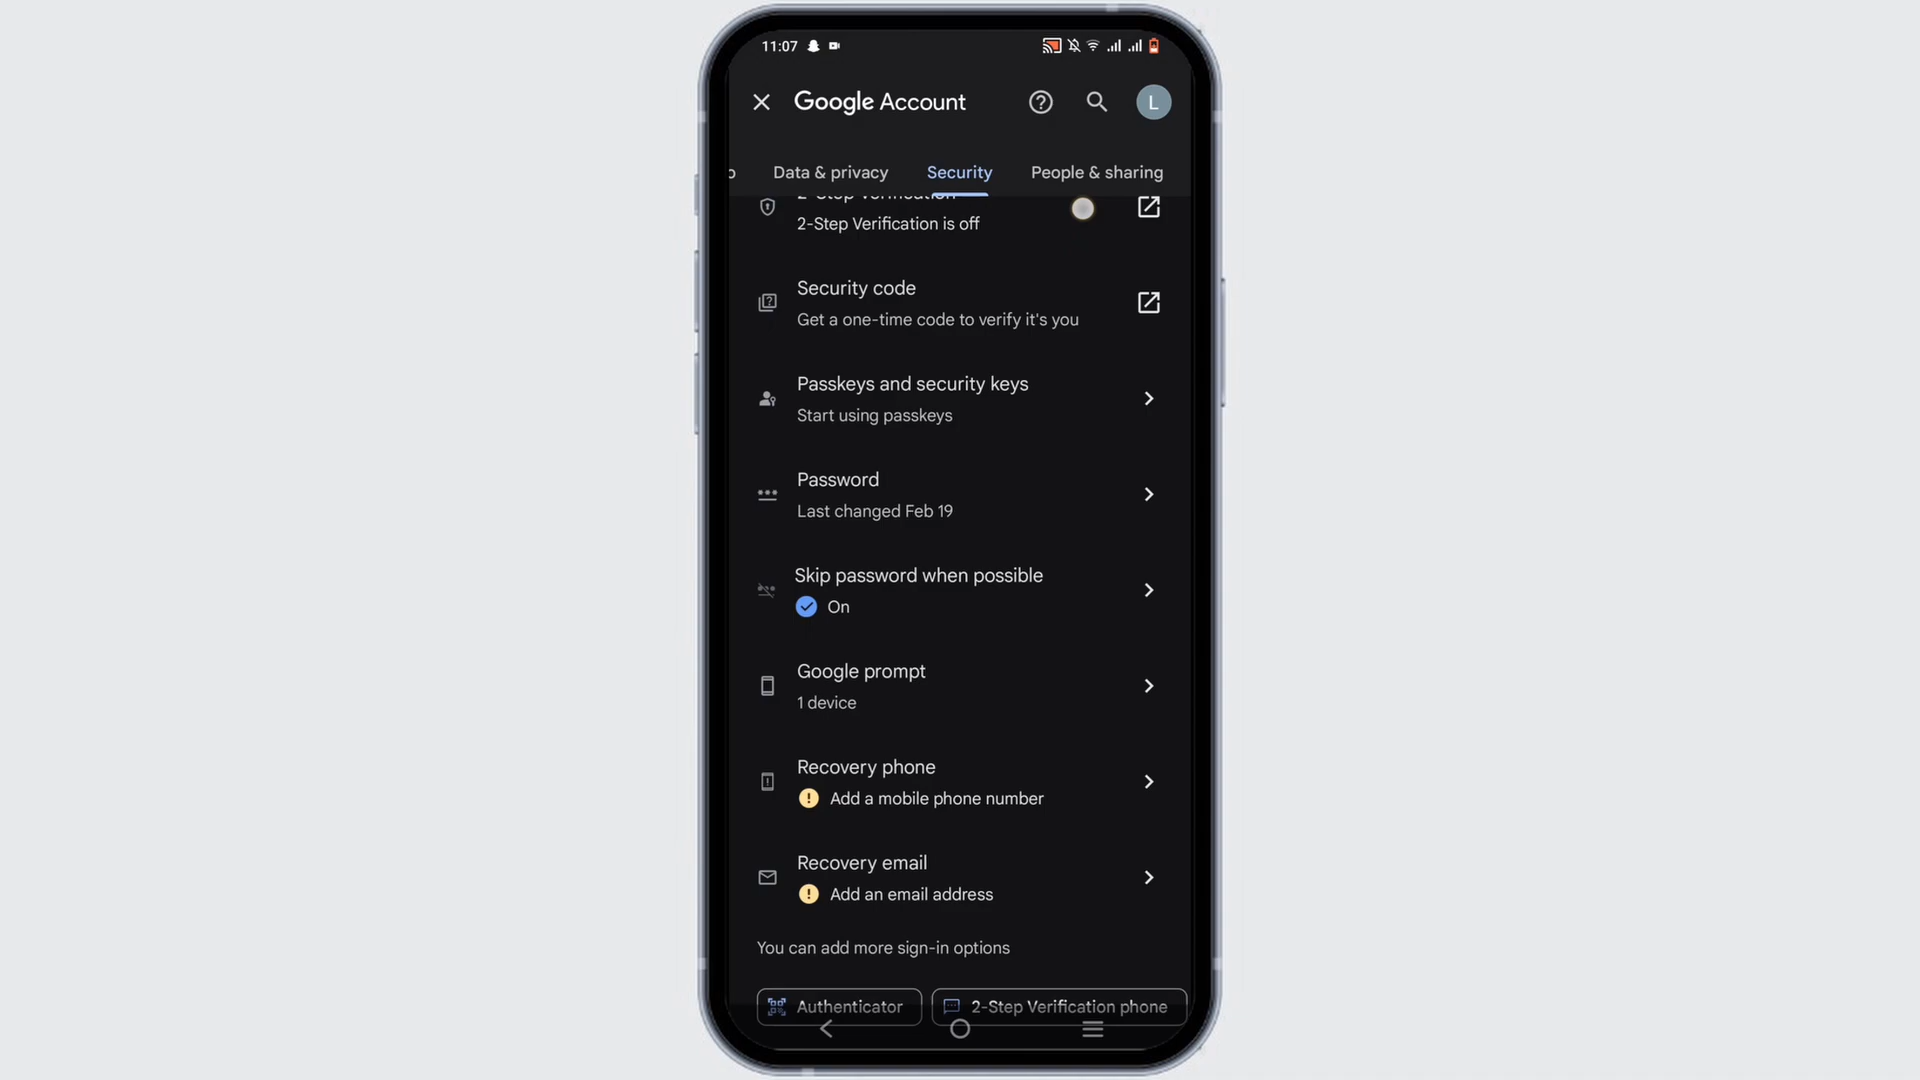 11:07
Google Account
L
o Data & privacy Security People & sharing
2-Step Verification
2-Step Verification is off
Security code
Get a one-time code to verify it's you
Passkeys and security keys
Start using passkeys
Password
Last changed Feb 19
Skip password when possible
On
Google prompt
1 device
Recovery phone
Add a mobile phone number
Recovery email
Add an email address
You can add more sign-in options
Authenticator 2-Step Verification phone